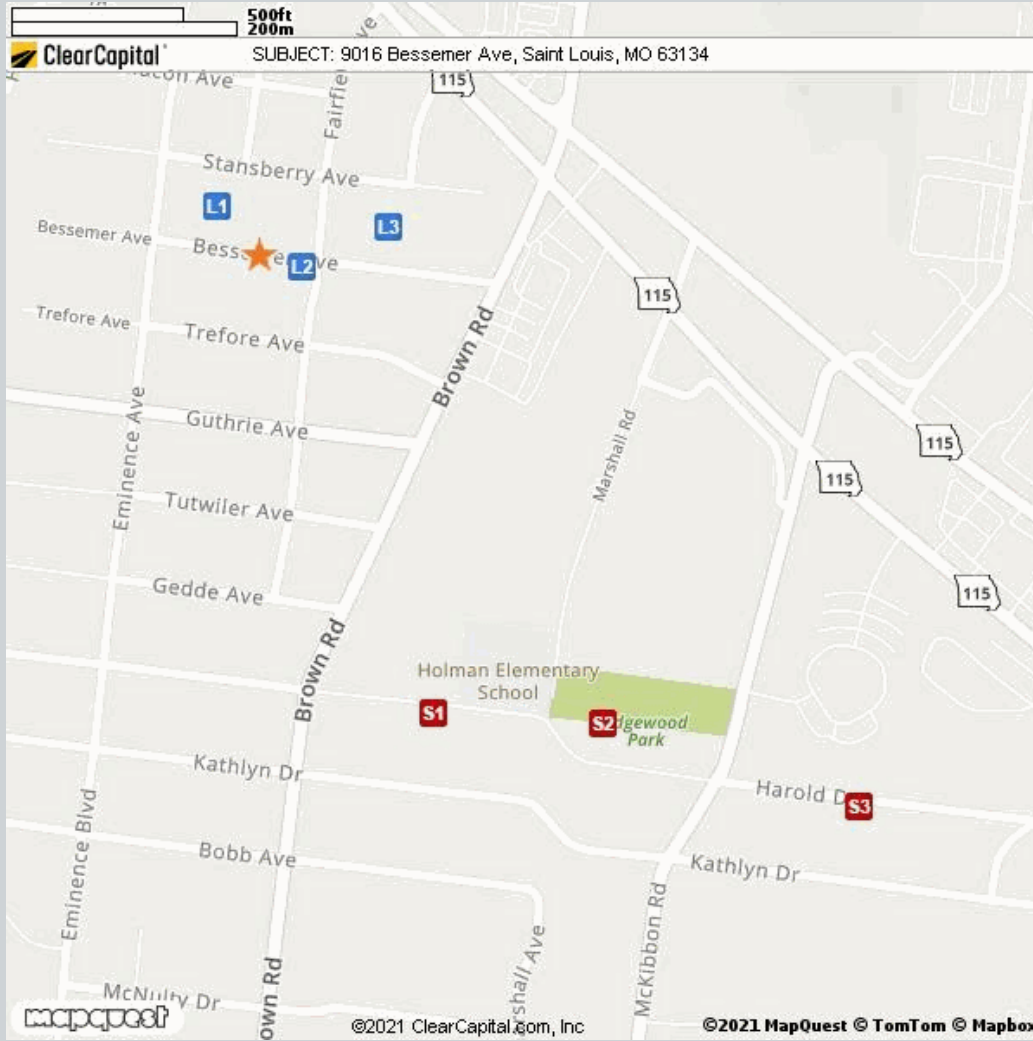 500ft
200m
ClearCapital SUBJECT: 9016 Bessemer Ave, Saint Louis, MO 63134
115
Stansberry Ave
L1
L3
Bessemer Ave
L2
115
Trefore Ave
Trefore Ave
Brown Rd
Guthrie Ave
Eminence Ave
Marshall Rd
115
115
Tutwiler Ave
Gedde Ave
115
Brown Rd
Holman Elementary
School
S1
S2
Park
Kathlyn Dr
Harold
S3
Eminence Blvd
Bobb Ave
Kathlyn Dr
McKibbon Rd
McNulty Dr
mapquest
©2021 ClearCapital.com, Inc
©2021 MapQuest © TomTom © Mapbox